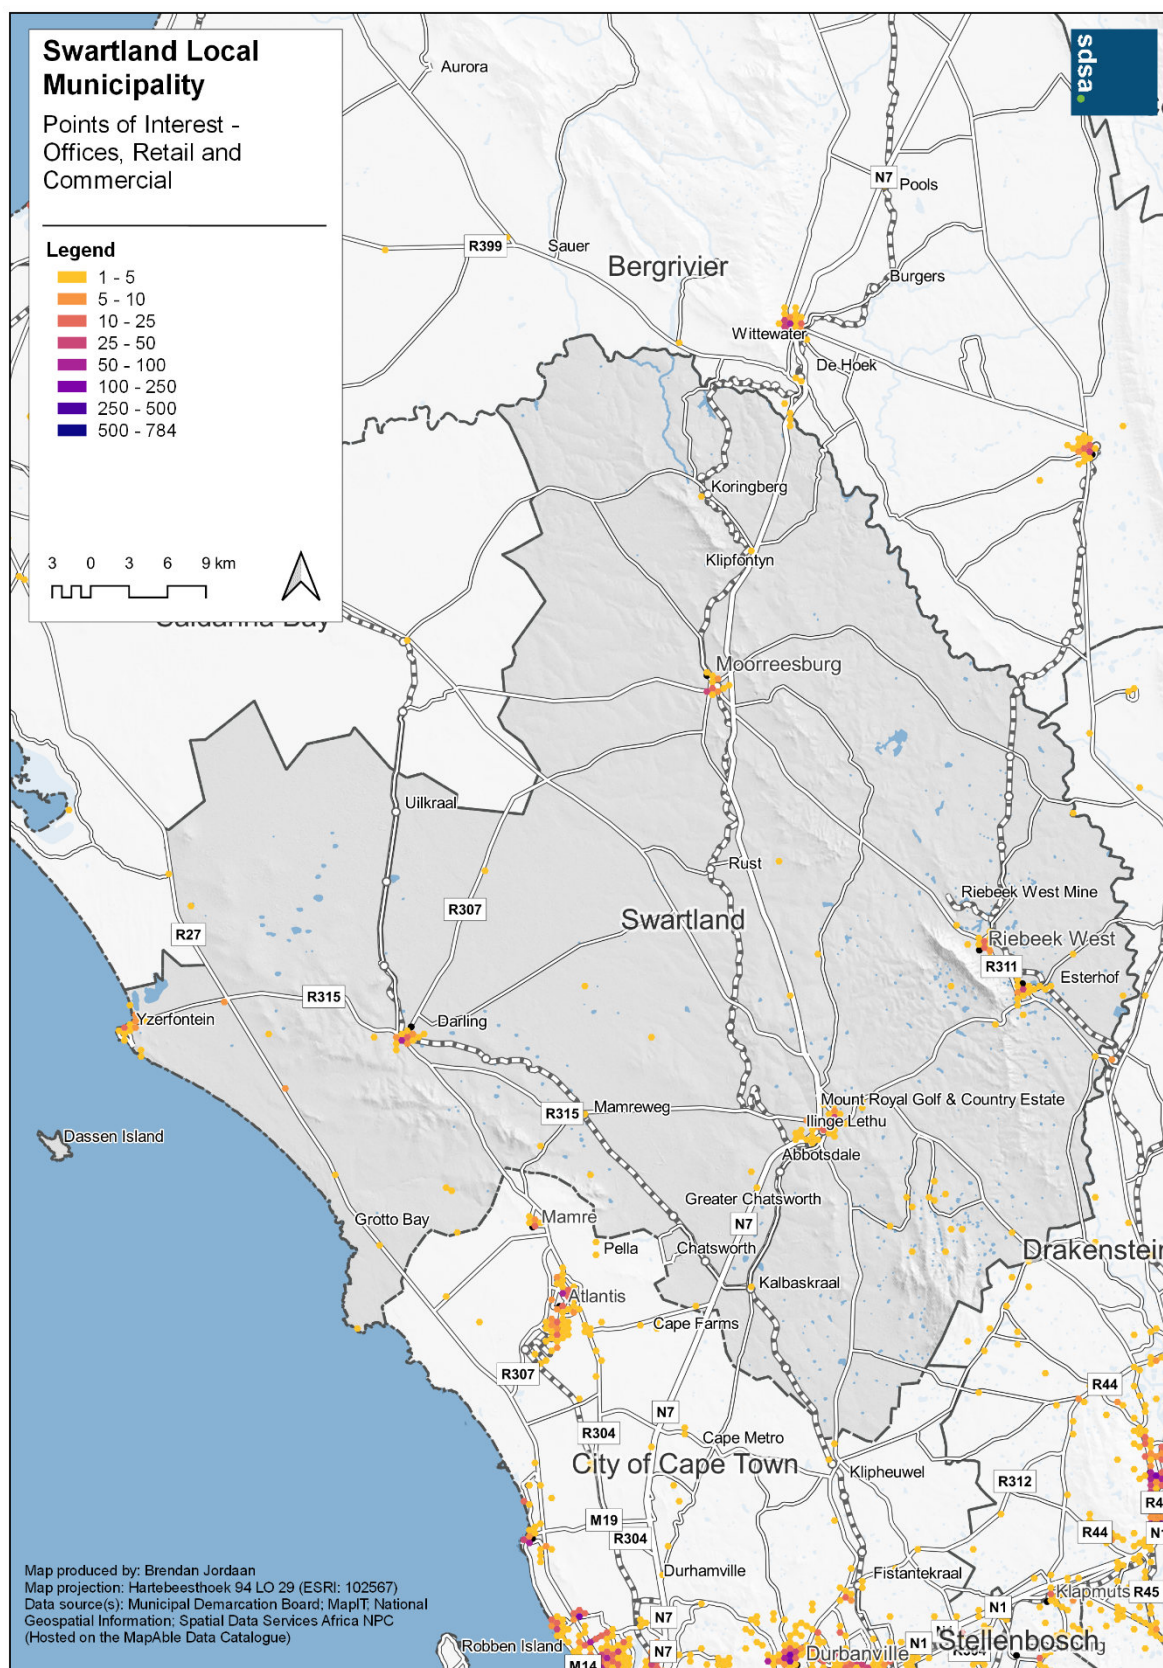 Swartland Local
Municipality
Points of Interest -
Offices, Retail and
Commercial
Legend
1 - 5
5 - 10
10 - 25
25 - 50
50 - 100
100 - 250
250 - 500
500 - 784
3 0 3 6 9 km
sdsa
Aurora
N7
Pools
R399
Sauer
Bergrivier
Burgers
Wittewater
De Hoek
Koringberg
Klipfontyn
Saldanha Bay
Moorreesburg
Uilkraal
Rust
Riebeek West Mine
R307
Swartland
R27
Riebeek West
R311
Esterhof
R315
Yzerfontein
Darling
Mount Royal Golf & Country Estate
R315
Mamreweg
Ilinge Lethu
Dassen Island
Abbotsdale
Greater Chatsworth
Grotto Bay
Mamre
N7
Pella
Chatsworth
Drakenstein
Kalbaskraal
Atlantis
Cape Farms
R307
R44
N7
R304
Cape Metro
City of Cape Town
Klipheuwel
R312
R4
M19
R304
R44
N1
Durhamville
Fistantekraal
Klapmuts
R45
N1
N7
Robben Island
N7
Durbanville
N1
Stellenbosch
M14
Map produced by: Brendan Jordaan
Map projection: Hartebeesthoek 94 LO 29 (ESRI: 102567)
Data source(s): Municipal Demarcation Board; MapIT; National
Geospatial Information; Spatial Data Services Africa NPC
(Hosted on the MapAble Data Catalogue)